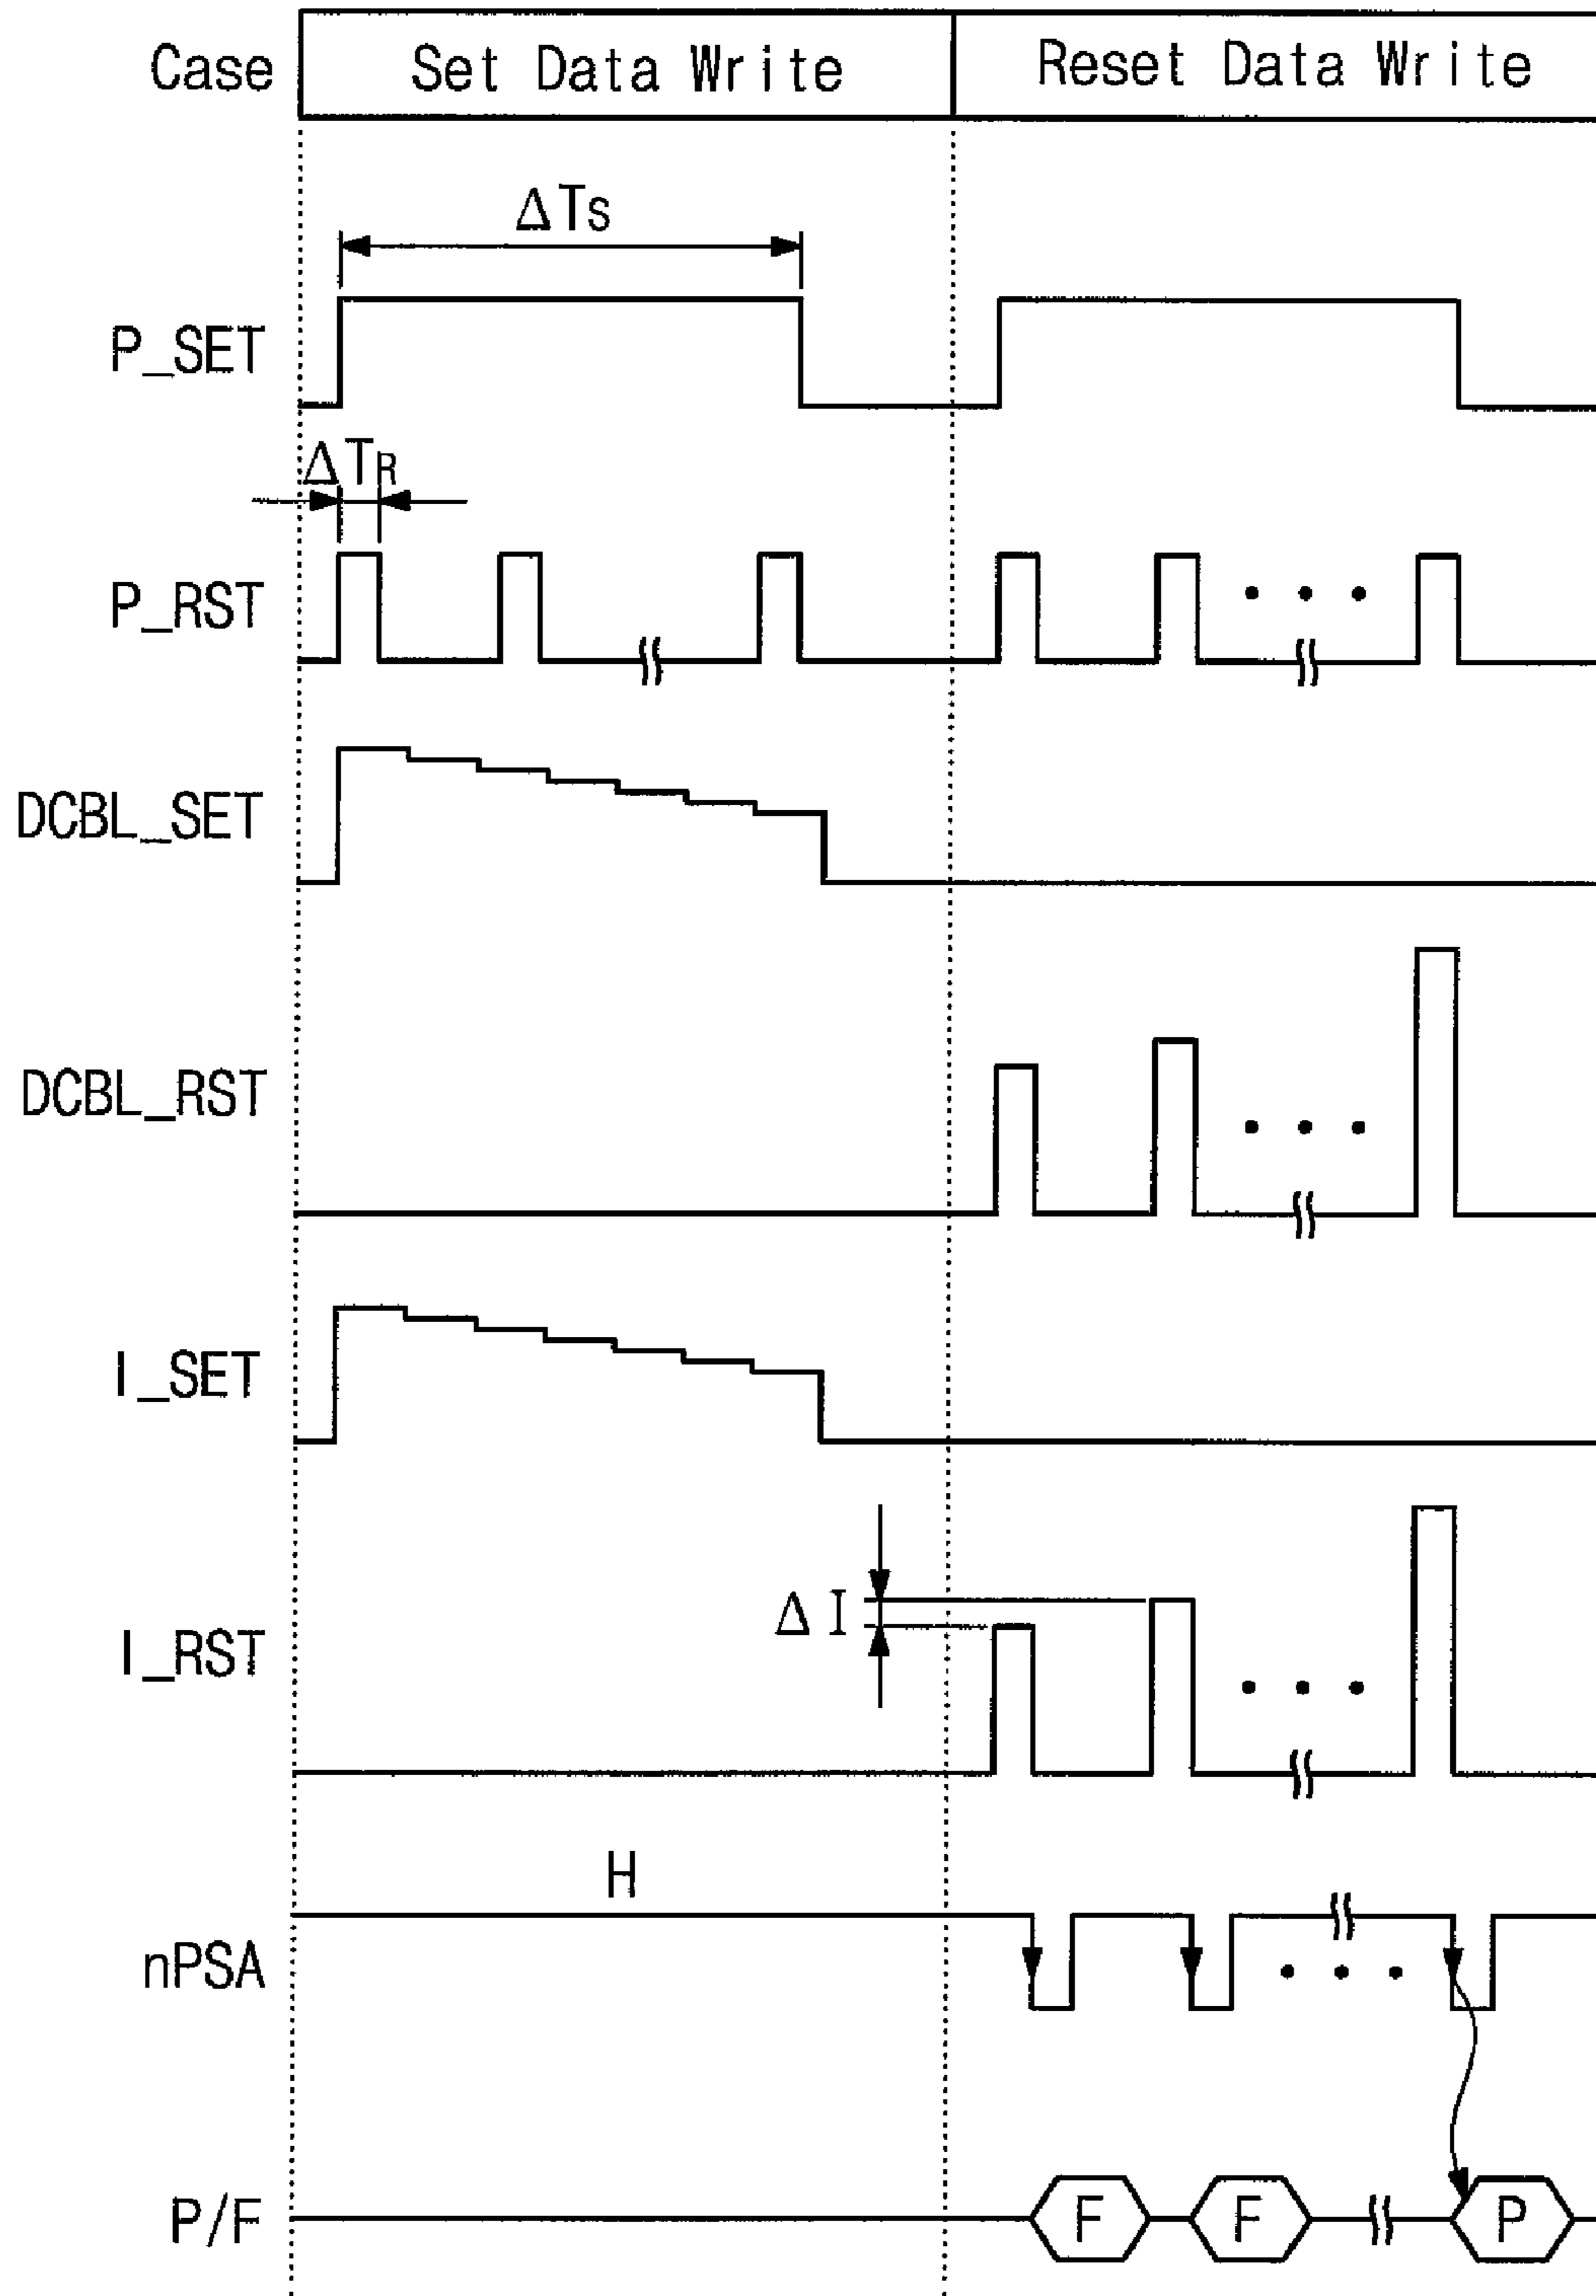 Case Set Data Write Reset Data Write
ΔTs
P_SET
ΔTR
P_RST
DCBL_SET
DCBL_RST
I_SET
ΔI
I_RST
H
nPSA
P/F F F P